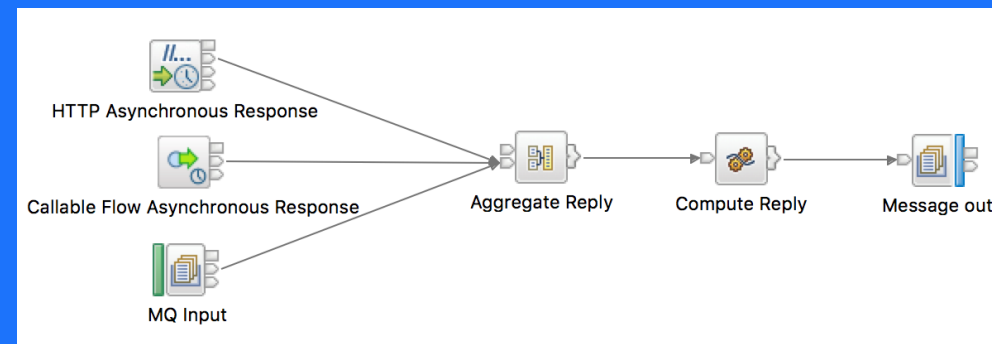 //...
HTTP Asynchronous Response
Callable Flow Asynchronous Response
Aggregate Reply
Compute Reply
Message out
MQ Input